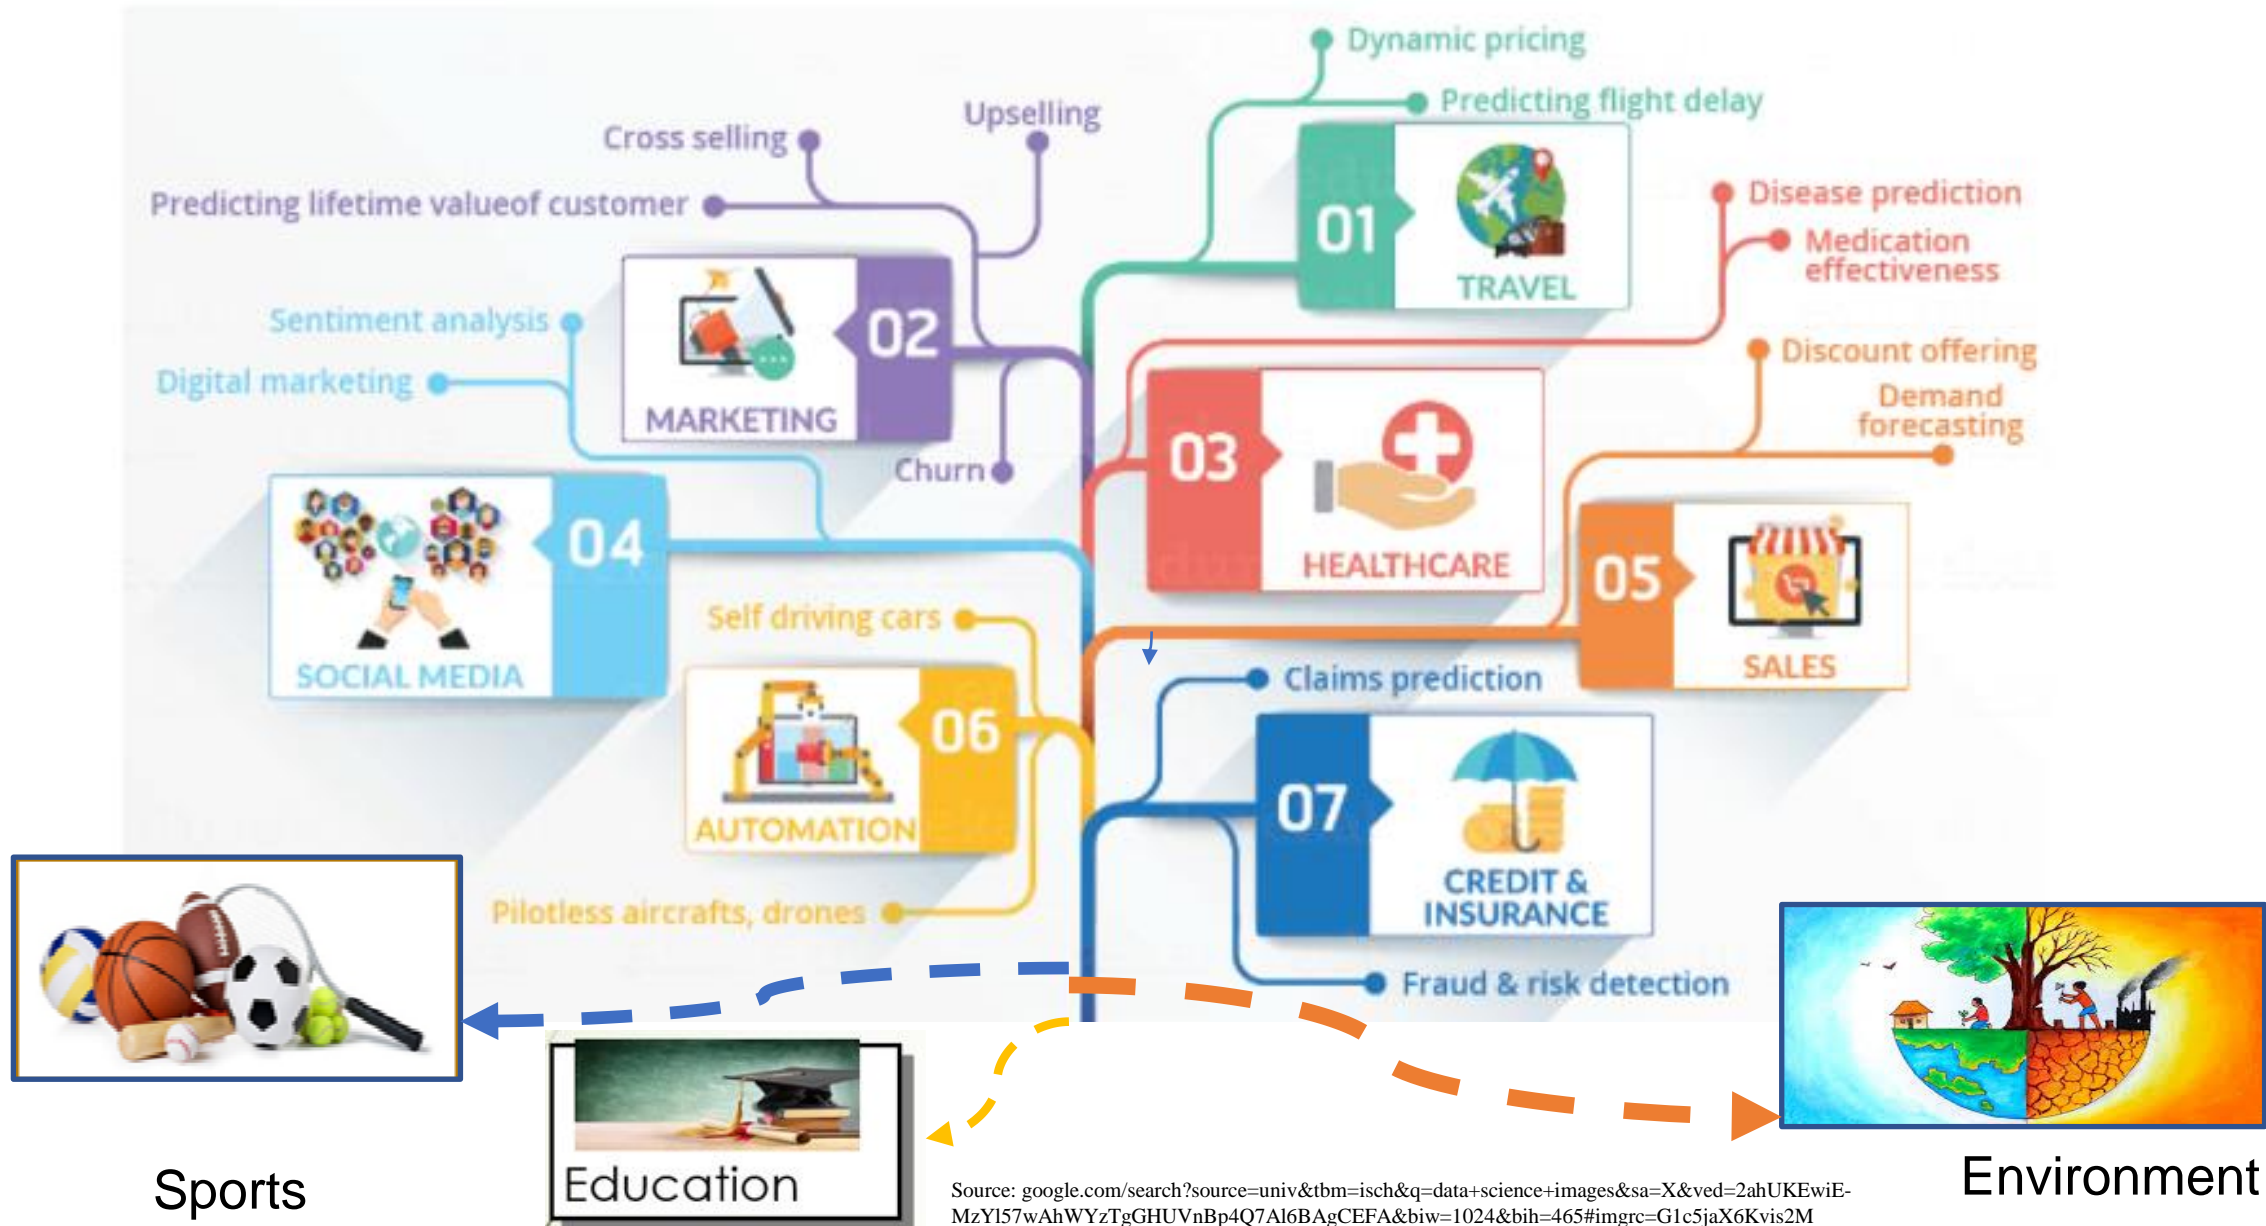 Dynamic pricing
Predicting flight delay
01
TRAVEL
Upselling
Cross selling
Predicting lifetime valueof customer
02
MARKETING
Churn
Disease prediction
Medication
effectiveness
03
HEALTHCARE
Sentiment analysis
Digital marketing
04
SOCIAL MEDIA
Discount offering
Demand
forecasting
05
SALES
Self driving cars
06
AUTOMATION
Pilotless aircrafts, drones
Claims prediction
07
CREDIT &
INSURANCE
Fraud & risk detection
Sports
Education
Environment
Source: google.com/search?source=univ&tbm=isch&q=data+science+images&sa=X&ved=2ahUKEwiE-
MzYl57wAhWYzTgGHUVnBp4Q7Al6BAgCEFA&biw=1024&bih=465#imgrc=G1c5jaX6Kvis2M